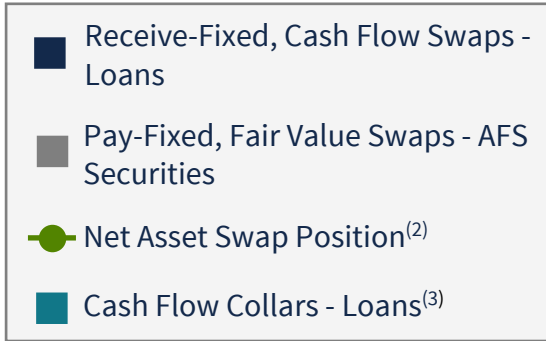 Receive-Fixed, Cash Flow Swaps -
Loans
Pay-Fixed, Fair Value Swaps - AFS
Securities
Net Asset Swap Position(2)
Cash Flow Collars - Loans(3)